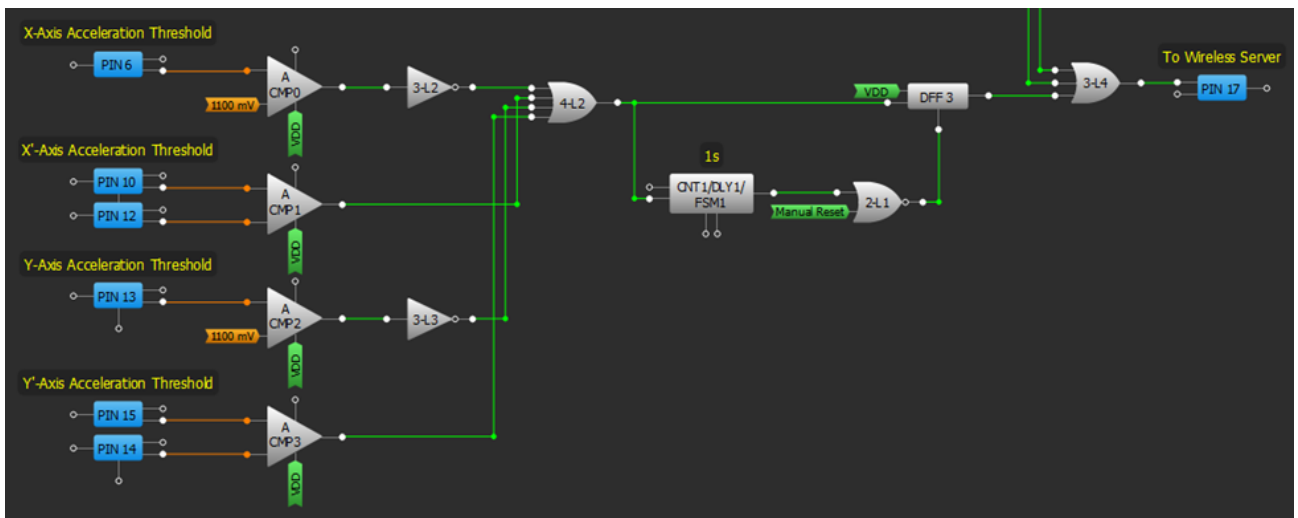 X-Axis Acceleration Threshold
PIN 6
A
CMP0
1100 mV
VDD
3-L2
X'-Axis Acceleration Threshold
PIN 10
PIN 12
A
CMP1
VDD
Y-Axis Acceleration Threshold
PIN 13
A
CMP2
1100 mV
VDD
3-L3
Y'-Axis Acceleration Threshold
PIN 15
PIN 14
A
CMP3
VDD
4-L2
1s
CNT1/DLY1/
FSM1
Manual Reset
2-L1
VDD
DFF 3
3-L4
To Wireless Server
PIN 17